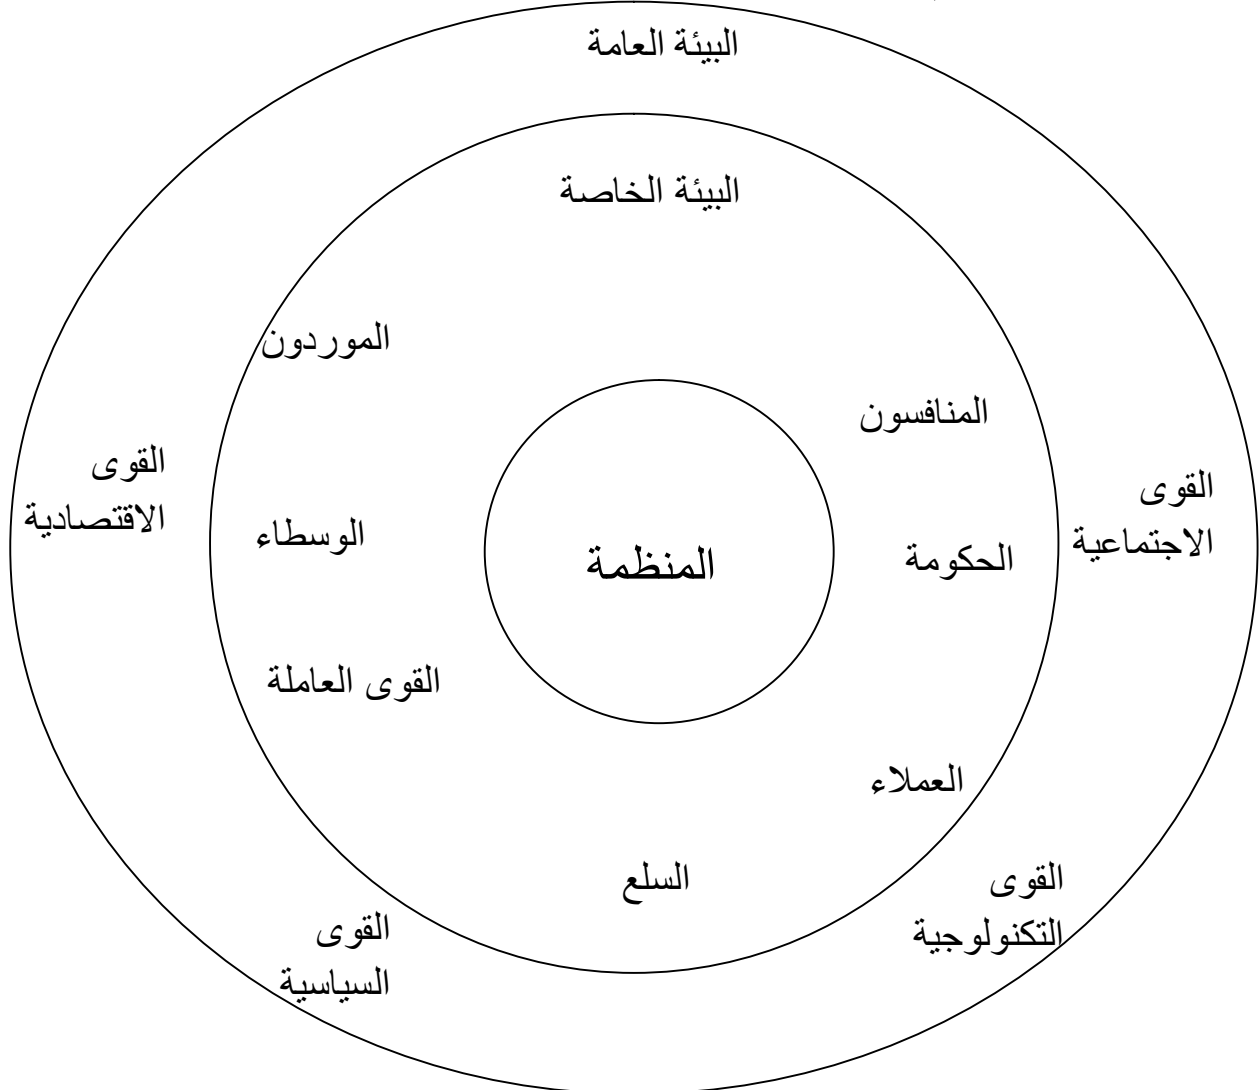 البيئة العامة
البيئة الخاصة
الموردون
المنافسون
القوى
الاقتصادية
القوى
الاجتماعية
الوسطاء
المنظمة
الحكومة
القوى العاملة
العملاء
السلع
القوى
التكنولوجية
القوى
السياسية